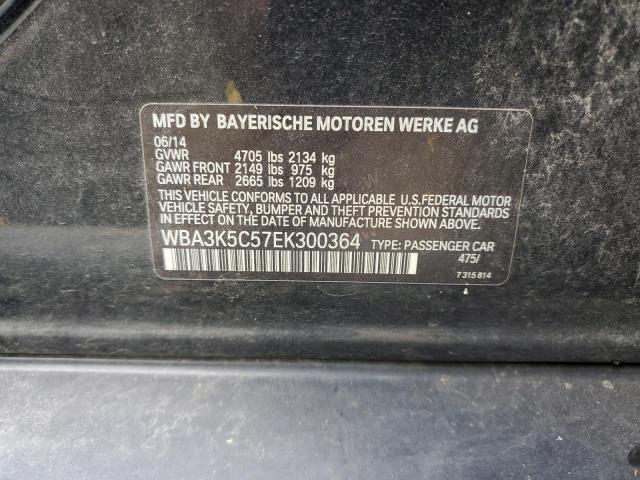 MFD BY BAYERISCHE MOTOREN WERKE AG
06/14
GVWR 4705 lbs 2134 kg
GAWR FRONT 2149 lbs 975 kg
GAWR REAR 2665 lbs 1209 kg
THIS VEHICLE CONFORMS TO ALL APPLICABLE U.S.FEDERAL MOTOR
VEHICLE SAFETY, BUMPER AND THEFT PREVENTION STANDARDS
IN EFFECT ON THE DATE OF MANUFACTURE SHOWN ABOVE.
WBA3K5C57EK300364 TYPE: PASSENGER CAR
475/
7 315 814